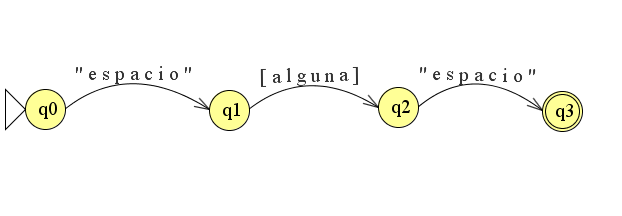 "espacio" [alguna] "espacio"
q0 q1 q2 q3